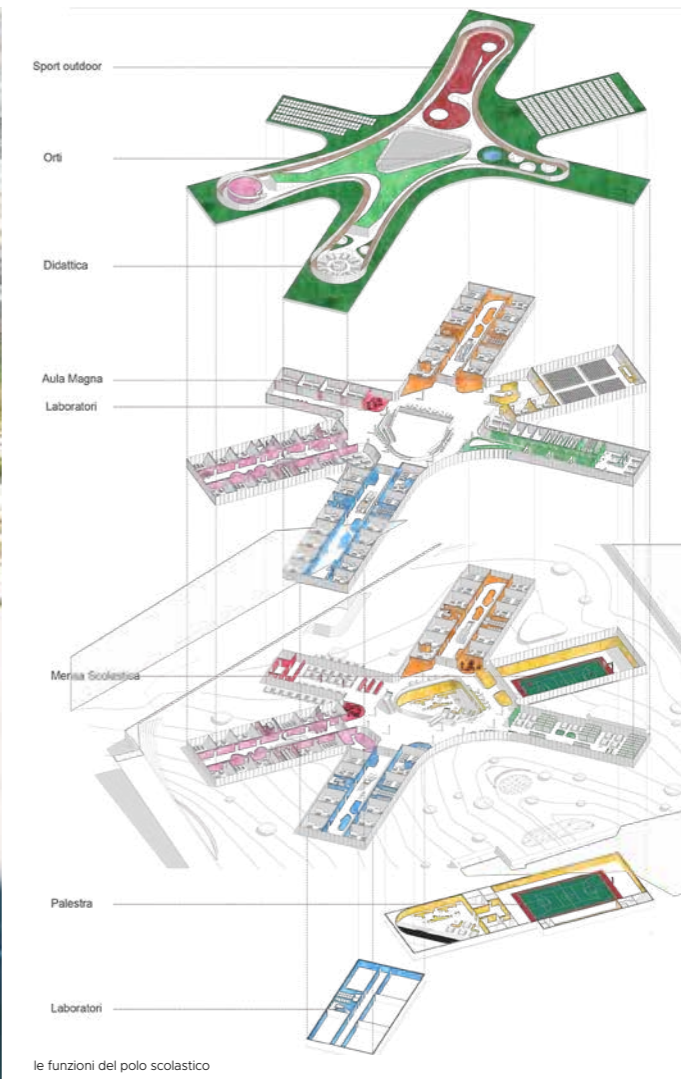 Sport outdoor
Orti
Didattica
Aula Magna
Laboratori
Mensa Scolastica
Palestra
Laboratori
le funzioni del polo scolastico